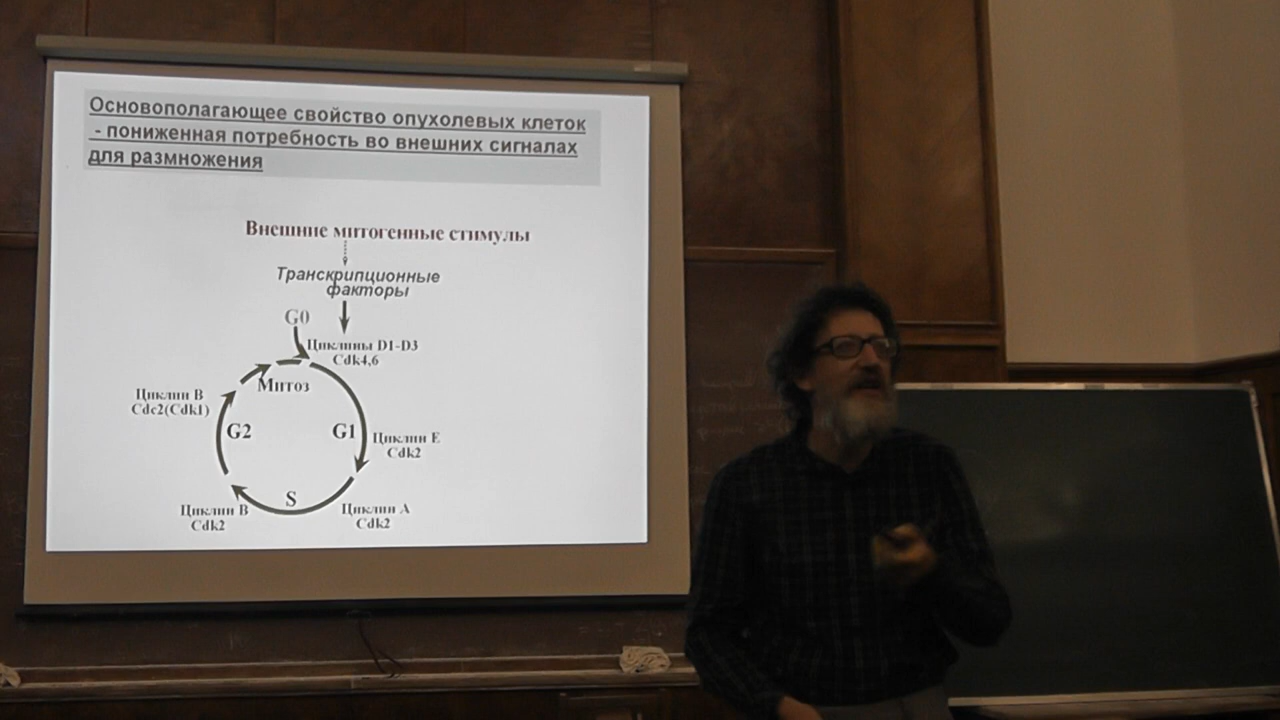 Основополагающее свойство опухолевых клеток
- пониженная потребность во внешних сигналах
для размножения
Внешние митогенные стимулы
Транскрипционные
факторы
G0
Циклины D1-D3
Cdk4,6
Митоз
Циклин B
Cdc2(Cdk1)
G2
G1
Циклин E
Cdk2
S
Циклин B
Cdk2
Циклин A
Cdk2